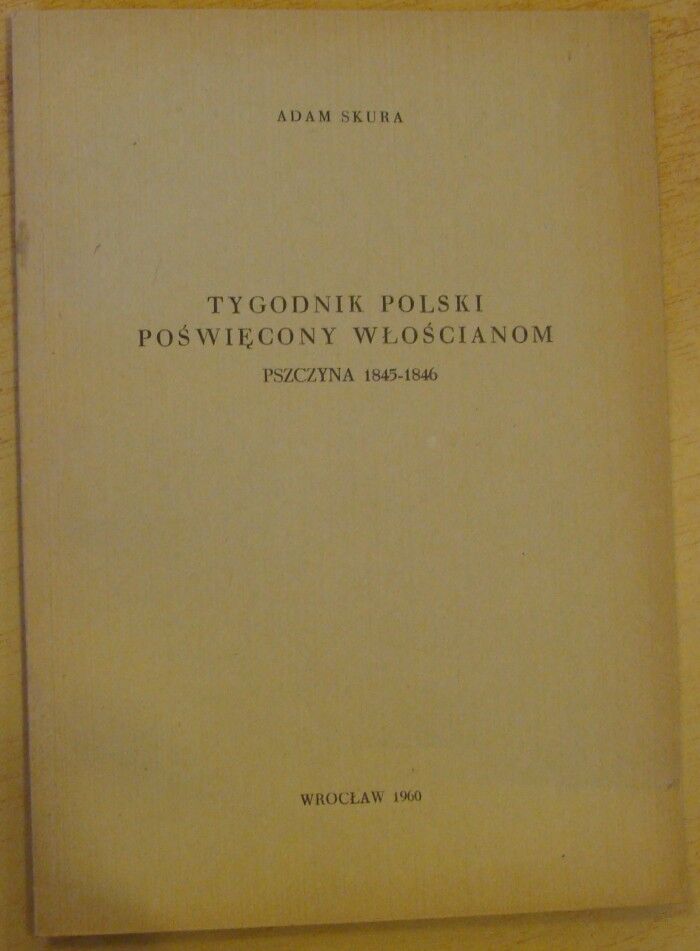 ADAM SKURA
TYGODNIK POLSKI
POŚWIĘCONY WŁOŚCIANOM
PSZCZYNA 1845-1846
WROCŁAW 1960